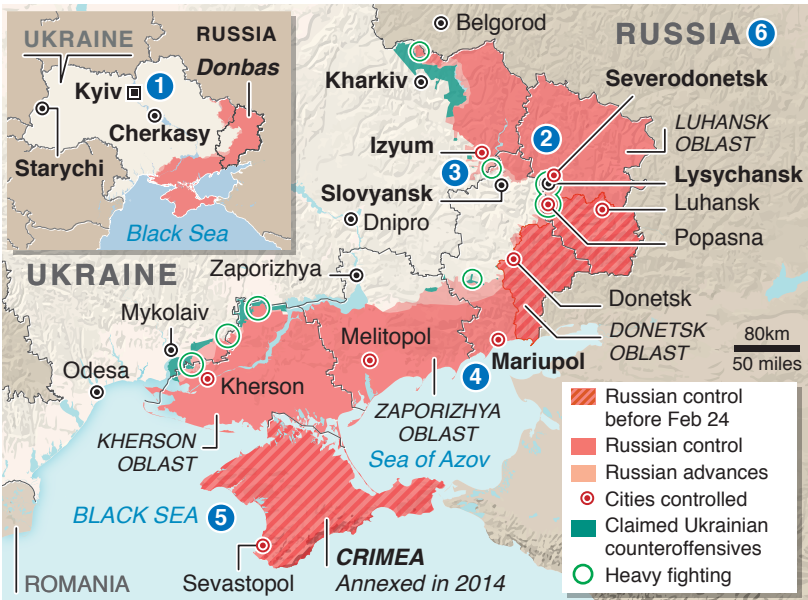 UKRAINE
RUSSIA
Donbas
Kyiv
1
Cherkasy
Starychi
Black Sea
Belgorod
RUSSIA 6
Kharkiv
Severodonetsk
2
LUHANSK
OBLAST
Izyum
3
Lysychansk
Slovyansk
Luhansk
Dnipro
Popasna
UKRAINE
Zaporizhya
Donetsk
Mykolaiv
DONETSK
OBLAST
80km
50 miles
Melitopol
Mariupol
Odesa
Kherson
4
ZAPORIZHYA
OBLAST
KHERSON
OBLAST
Sea of Azov
BLACK SEA 5
CRIMEA
Annexed in 2014
Sevastopol
ROMANIA
Russian control
before Feb 24
Russian control
Russian advances
Cities controlled
Claimed Ukrainian
counteroffensives
Heavy fighting